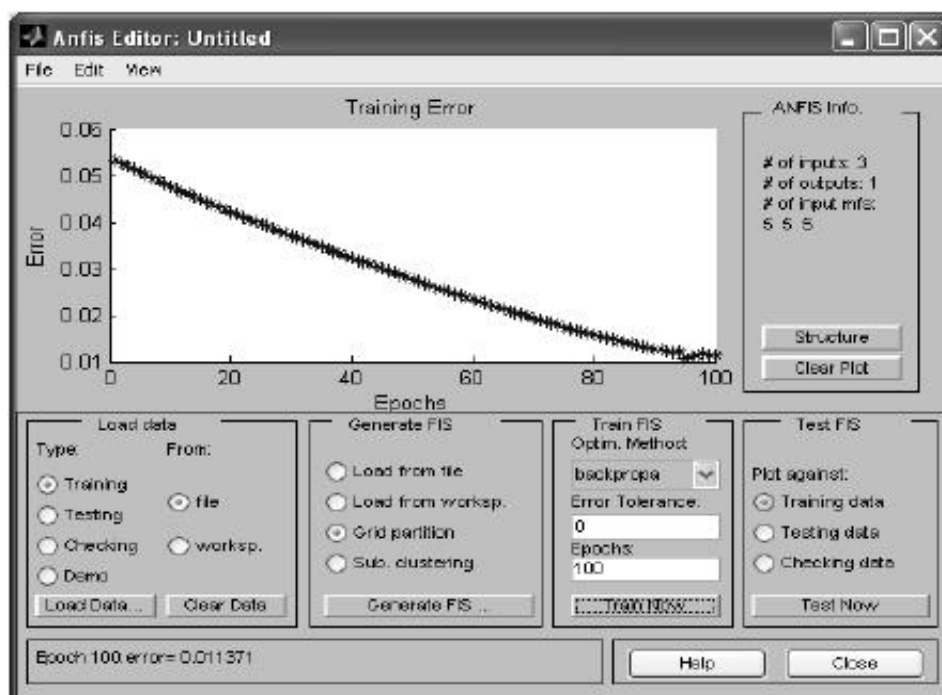 Anfis Editor: Untitled
File Edit View
Training Error
0.06
0.05
0.04
0.03
0.02
0.01
Error
0 20 40 60 80 100
Epochs
ANFIS Info.
# of inputs: 3
# of outputs: 1
# of input mfs:
5 5 5
Structure
Clear Plot
Load data
Type: From:
Training
Testing
Checking
Demo
file
worksp.
Load Data... Clear Data
Generate FIS
Load from file
Load from worksp.
Grid partition
Sub. clustering
Generate FIS ...
Train FIS
Optim. Method:
backpropa
Error Tolerance:
0
Epochs:
100
Train Now
Test FIS
Plot against:
Training data
Testing data
Checking data
Test Now
Epoch 100:error= 0.011371
Help Close